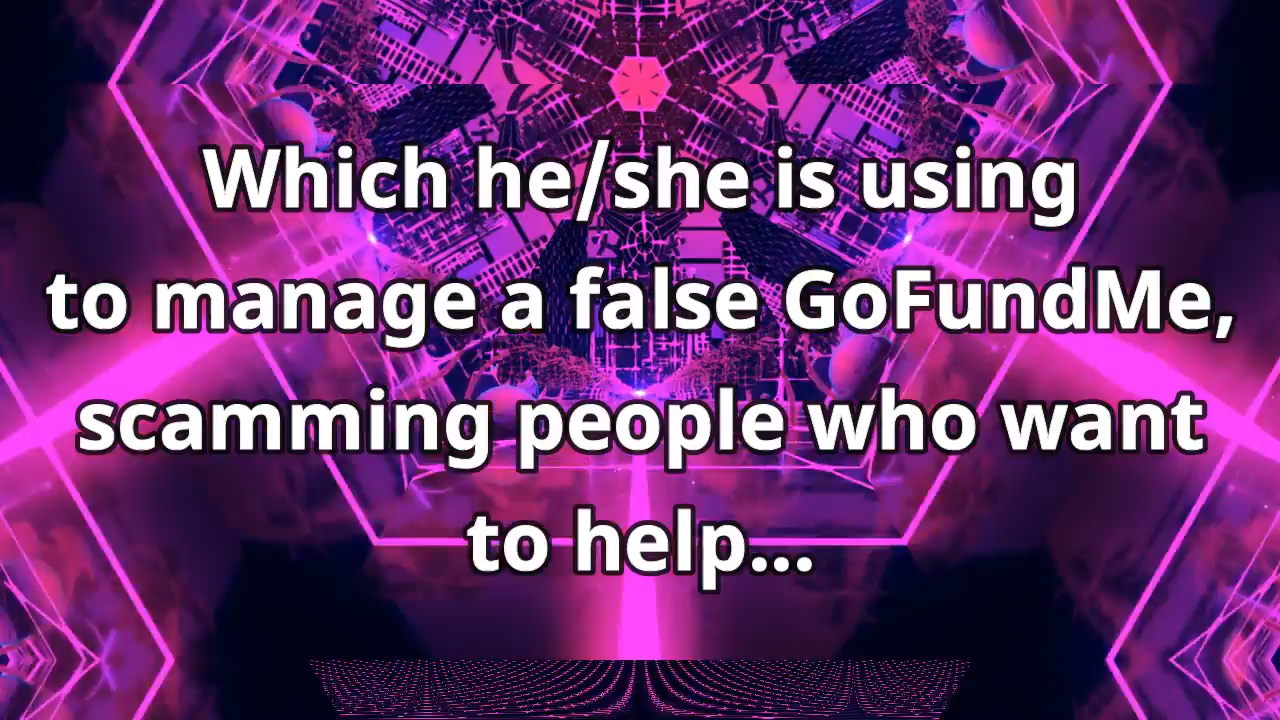 Which he/she is using
to manage a false GoFundMe,
scamming people who want
to help...